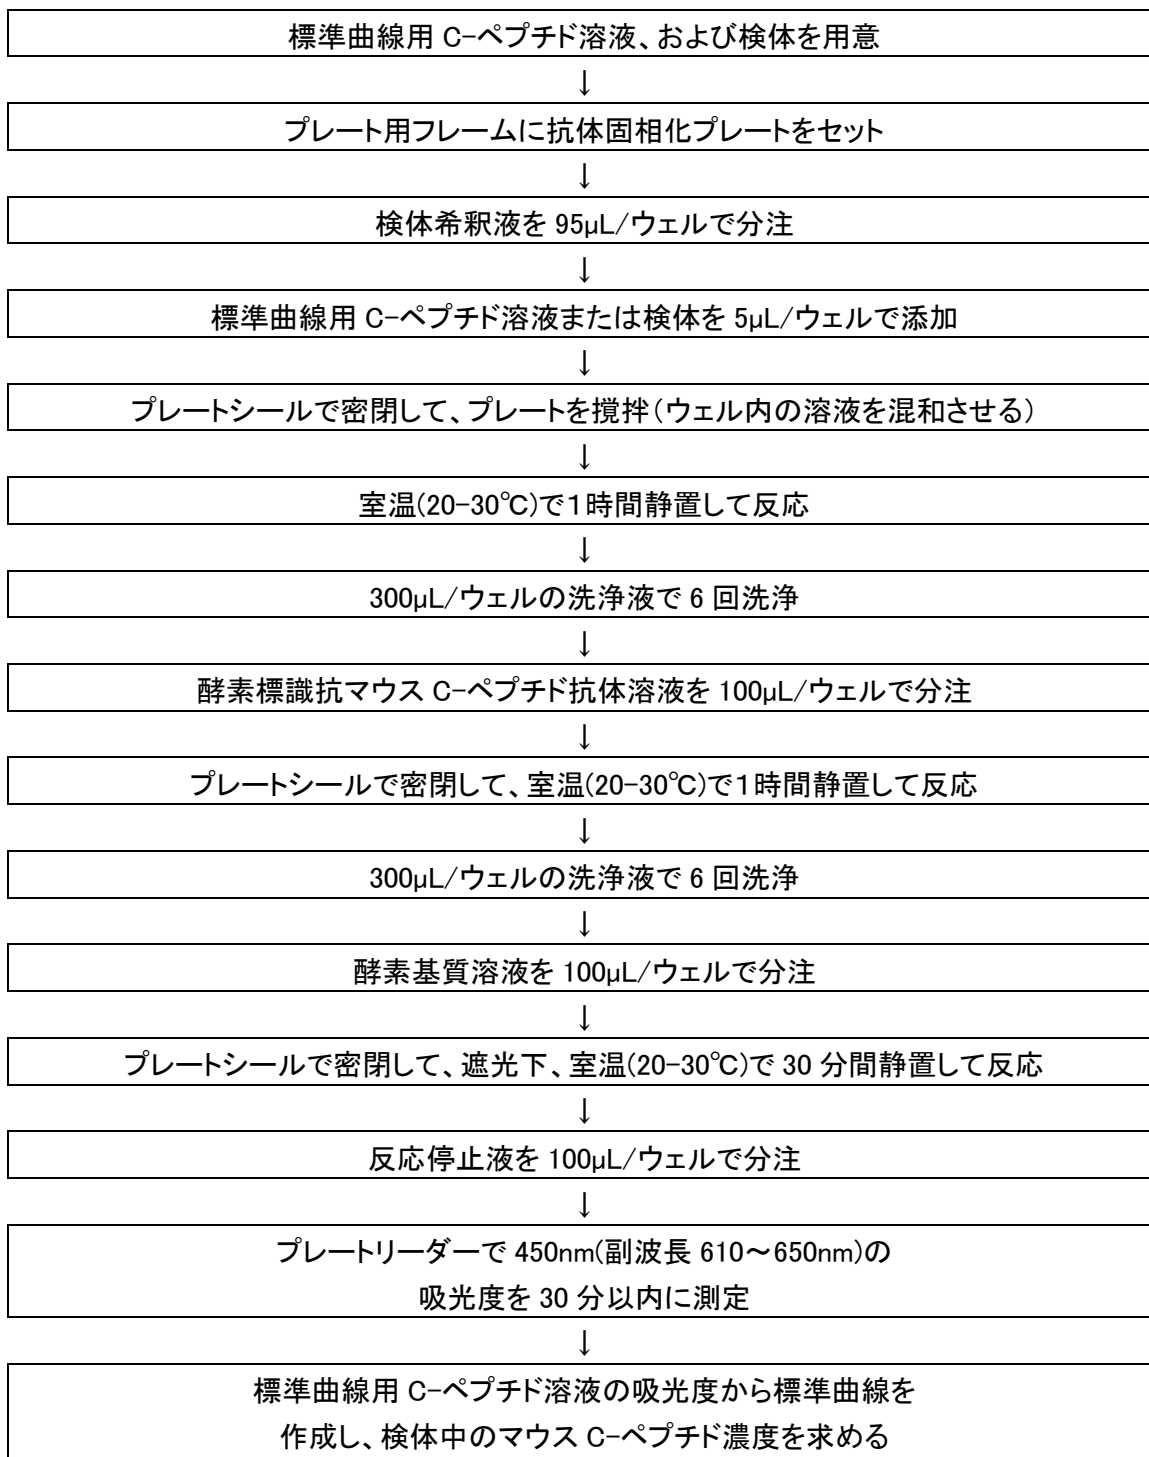 標準曲線用 C-ペプチド溶液、および検体を用意
↓
プレート用フレームに抗体固相化プレートをセット
↓
検体希釈液を 95μL/ウェルで分注
↓
標準曲線用 C-ペプチド溶液または検体を 5μL/ウェルで添加
↓
プレートシールで密閉して、プレートを撹拌(ウェル内の溶液を混和させる)
↓
室温(20-30℃)で１時間静置して反応
↓
300μL/ウェルの洗浄液で 6 回洗浄
↓
酵素標識抗マウス C-ペプチド抗体溶液を 100μL/ウェルで分注
↓
プレートシールで密閉して、室温(20-30℃)で１時間静置して反応
↓
300μL/ウェルの洗浄液で 6 回洗浄
↓
酵素基質溶液を 100μL/ウェルで分注
↓
プレートシールで密閉して、遮光下、室温(20-30℃)で 30 分間静置して反応
↓
反応停止液を 100μL/ウェルで分注
↓
プレートリーダーで 450nm(副波長 610～650nm)の
吸光度を 30 分以内に測定
↓
標準曲線用 C-ペプチド溶液の吸光度から標準曲線を
作成し、検体中のマウス C-ペプチド濃度を求める